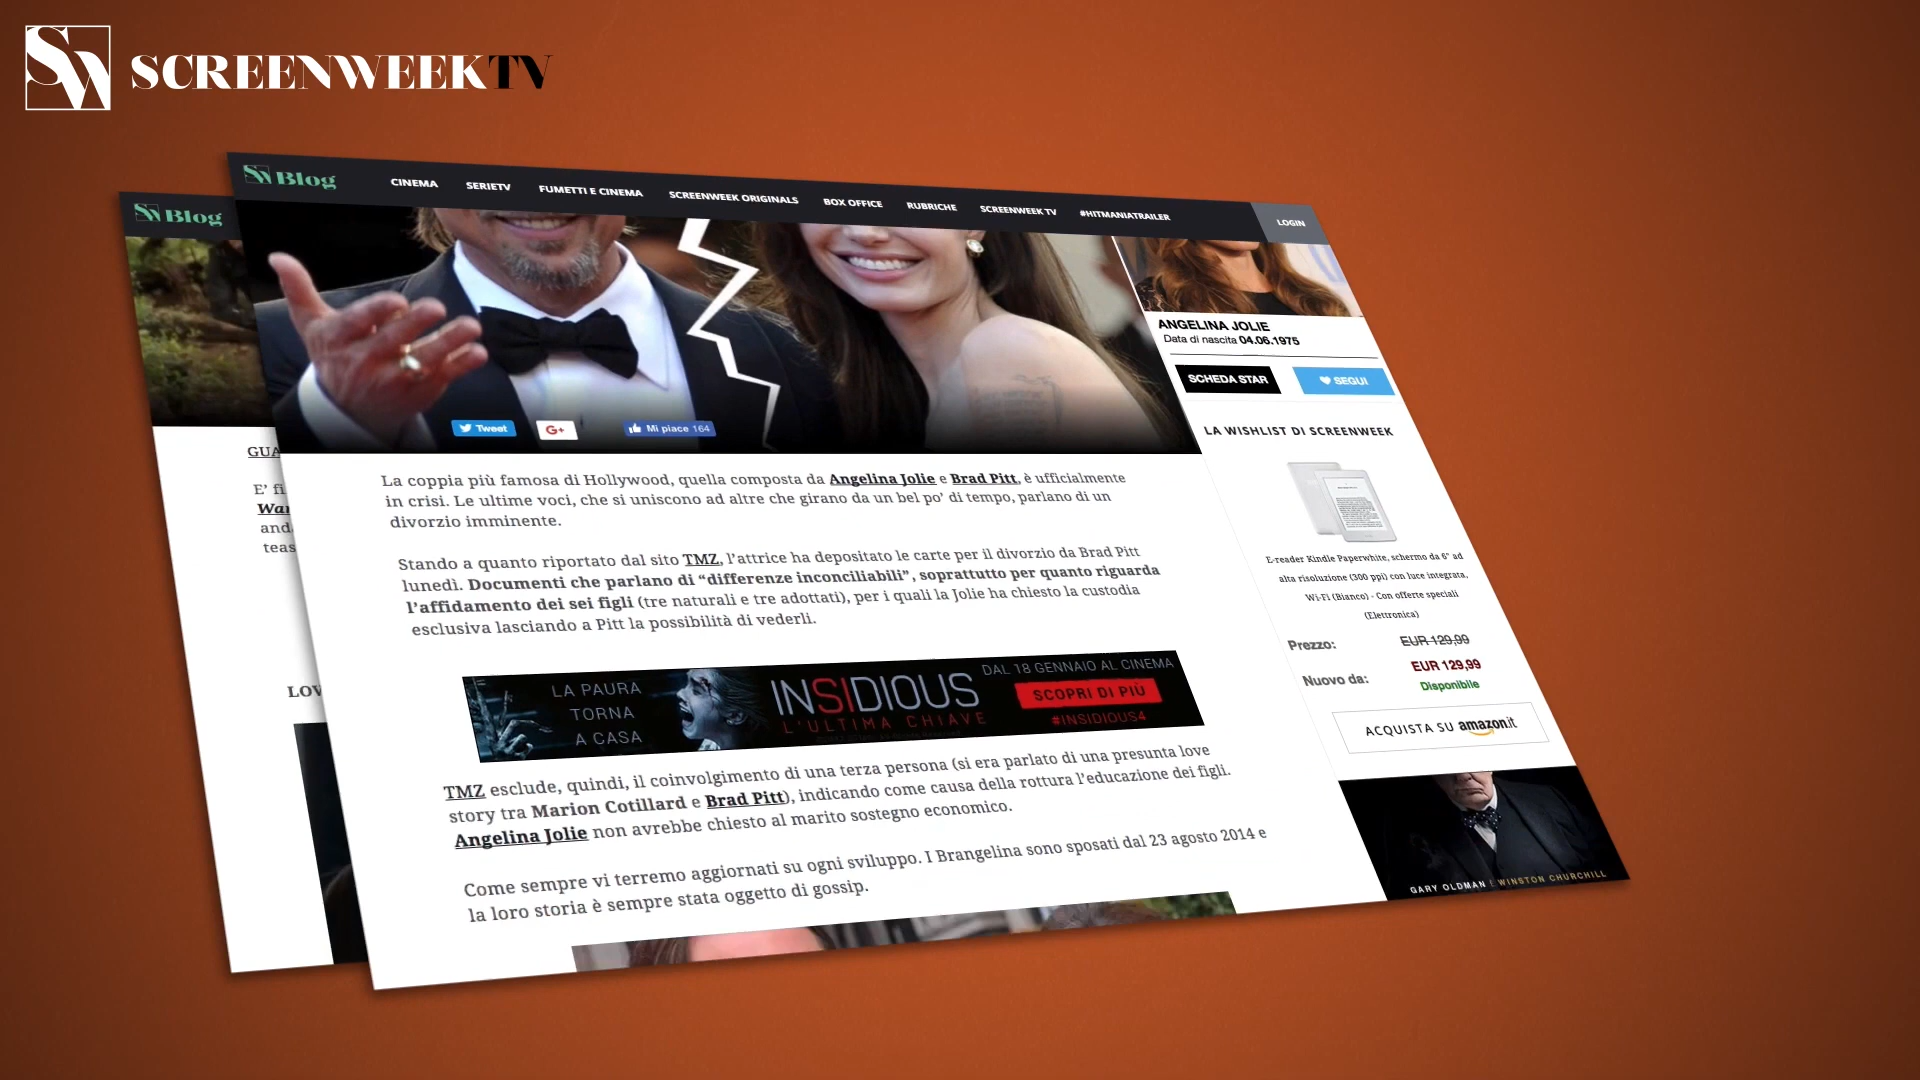 SW SCREENWEEKTV
SW Blog
GUA
E' fi
War
and
teas
LOV
SW Blog
CINEMA
SERIETV
FUMETTI E CINEMA
SCREENWEEK ORIGINALS
BOX OFFICE
RUBRICHE
SCREENWEEK TV
#HITMANIATRAILER
LOGIN
Tweet
G+
Mi piace 164
La coppia più famosa di Hollywood, quella composta da Angelina Jolie e Brad Pitt, è ufficialmente
in crisi. Le ultime voci, che si uniscono ad altre che girano da un bel po' di tempo, parlano di un
divorzio imminente.
Stando a quanto riportato dal sito TMZ, l'attrice ha depositato le carte per il divorzio da Brad Pitt
lunedì. Documenti che parlano di “differenze inconciliabili”, soprattutto per quanto riguarda
l'affidamento dei sei figli (tre naturali e tre adottati), per i quali la Jolie ha chiesto la custodia
esclusiva lasciando a Pitt la possibilità di vederli.
LA PAURA
TORNA
A CASA
INSIDIOUS
L'ULTIMA CHIAVE
DAL 18 GENNAIO AL CINEMA
SCOPRI DI PIÙ
#INSIDIOUS4
TMZ esclude, quindi, il coinvolgimento di una terza persona (si era parlato di una presunta love
story tra Marion Cotillard e Brad Pitt), indicando come causa della rottura l'educazione dei figli.
Angelina Jolie non avrebbe chiesto al marito sostegno economico.
Come sempre vi terremo aggiornati su ogni sviluppo. I Brangelina sono sposati dal 23 agosto 2014 e
la loro storia è sempre stata oggetto di gossip.
ANGELINA JOLIE
Data di nascita 04.06.1975
SCHEDA STAR
SEGUI
LA WISHLIST DI SCREENWEEK
E-reader Kindle Paperwhite, schermo da 6" ad
alta risoluzione (300 ppi) con luce integrata,
Wi-Fi (Bianco) - Con offerte speciali
(Elettronica)
Prezzo: EUR 129,99
Nuovo da: EUR 129,99
Disponibile
ACQUISTA SU amazon.it
GARY OLDMAN È WINSTON CHURCHILL